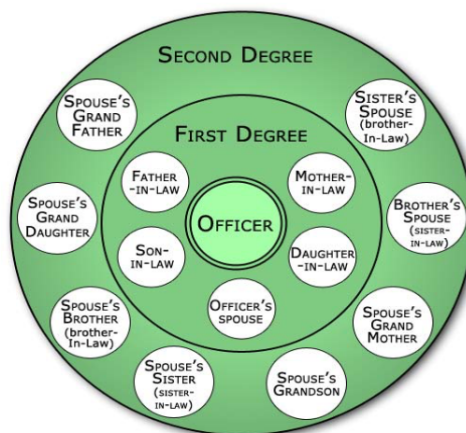 SECOND DEGREE
SPOUSE'S
GRAND
FATHER
SISTER'S
SPOUSE
(brother-
In-Law)
FIRST DEGREE
FATHER
-IN-LAW
MOTHER-
IN-LAW
OFFICER
SPOUSE'S
GRAND
DAUGHTER
BROTHER'S
SPOUSE
(SISTER-
IN-LAW)
SON-
IN-LAW
DAUGHTER
-IN-LAW
OFFICER'S
SPOUSE
SPOUSE'S
BROTHER
(brother-
In-Law)
SPOUSE'S
GRAND
MOTHER
SPOUSE'S
SISTER
(SISTER-
IN-LAW)
SPOUSE'S
GRANDSON